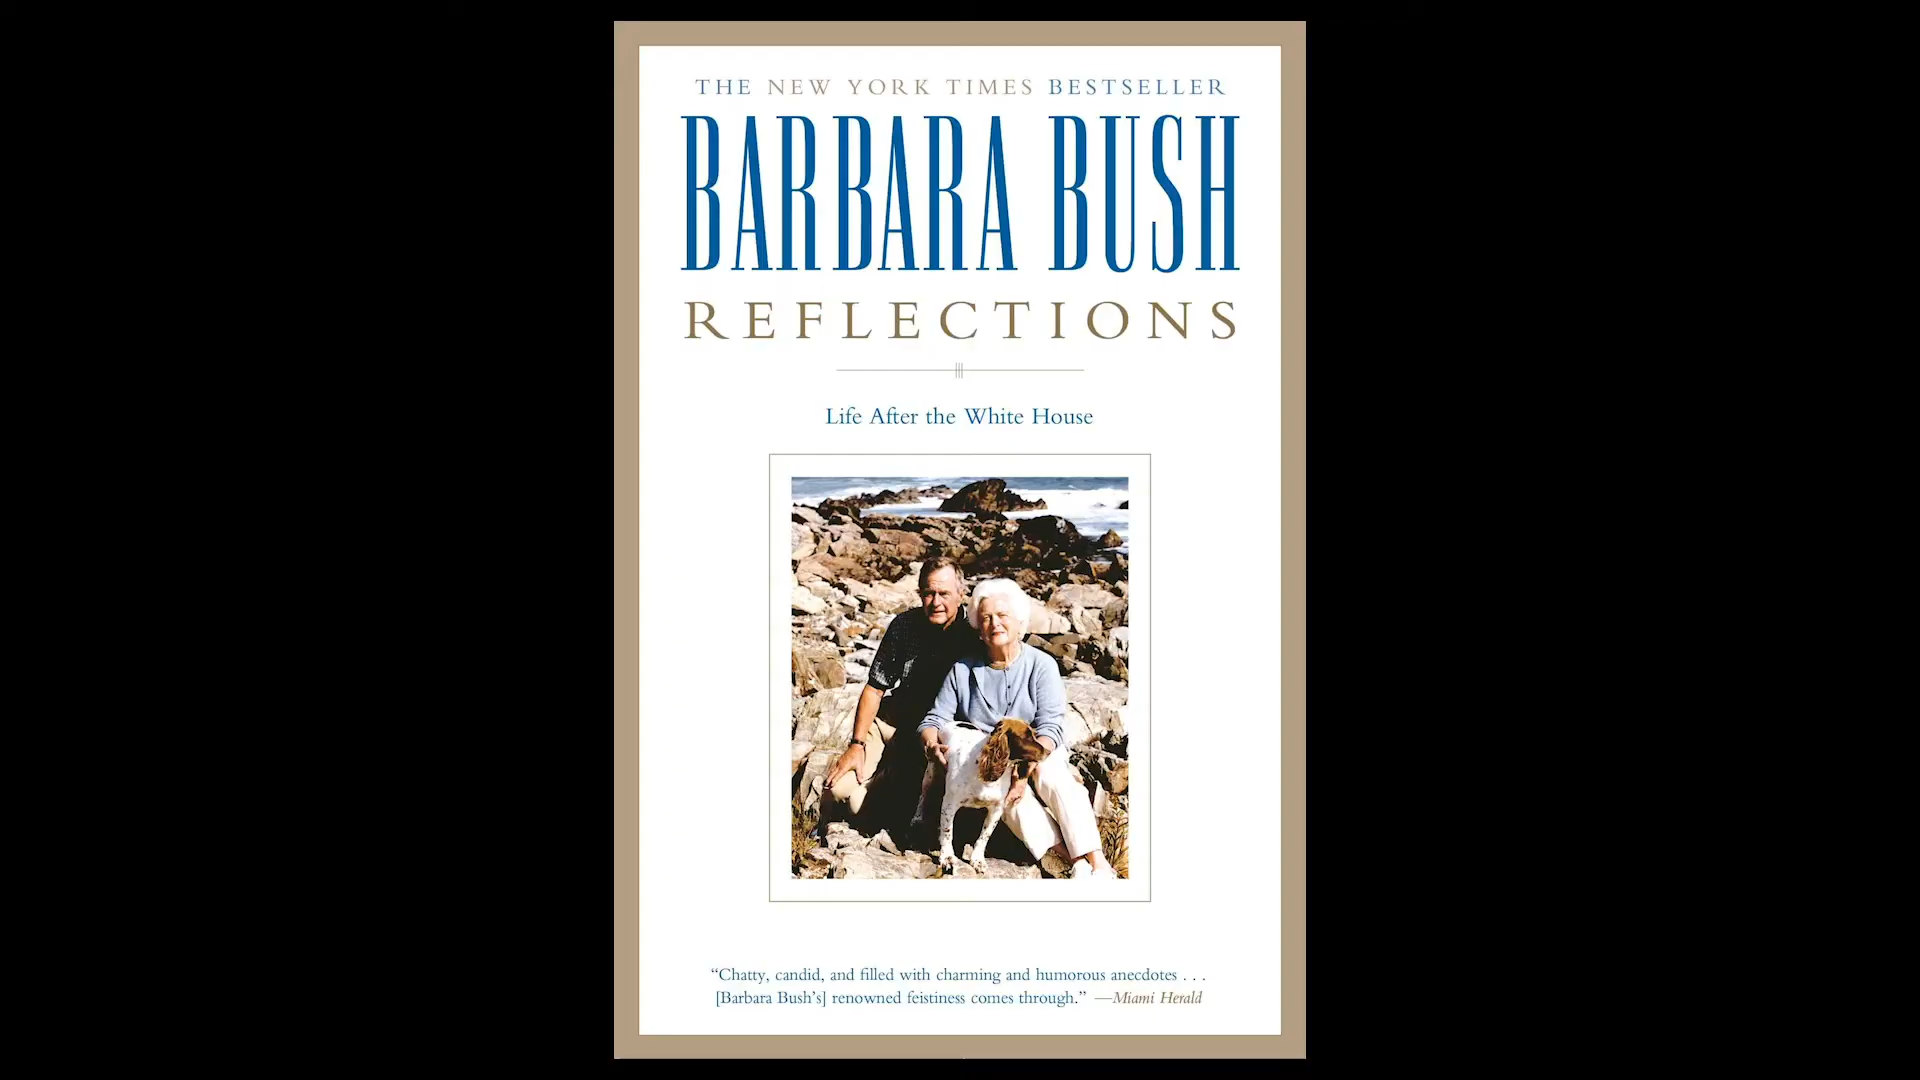 THE NEW YORK TIMES BESTSELLER
BARBARA BUSH
REFLECTIONS
Life After the White House
“Chatty, candid, and filled with charming and humorous anecdotes . . .
[Barbara Bush’s] renowned feistiness comes through.” —Miami Herald